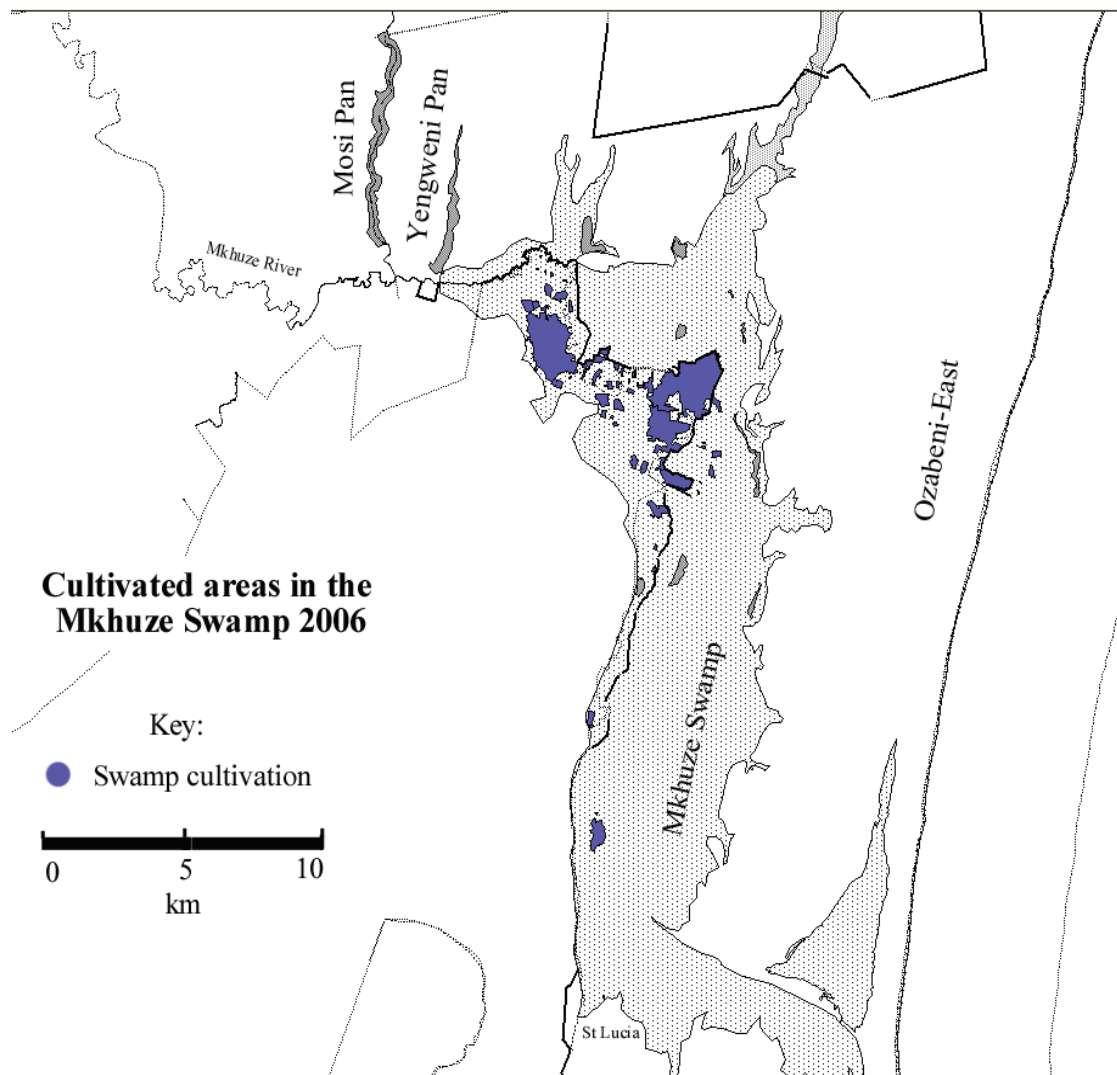 Mosi Pan
Yengweni Pan
Mkhuze River
Ozabeni-East
Cultivated areas in the
Mkhuze Swamp 2006
Mkhuze Swamp
Key:
Swamp cultivation
0 5 10
km
St Lucia